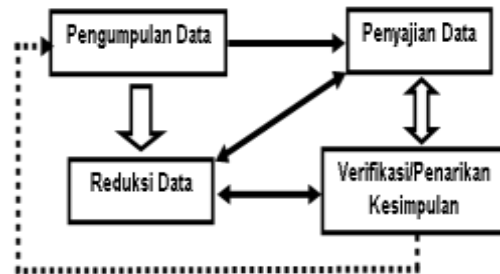 Pengumpulan Data
Penyajian Data
Reduksi Data
Verifikasi/Penarikan
Kesimpulan